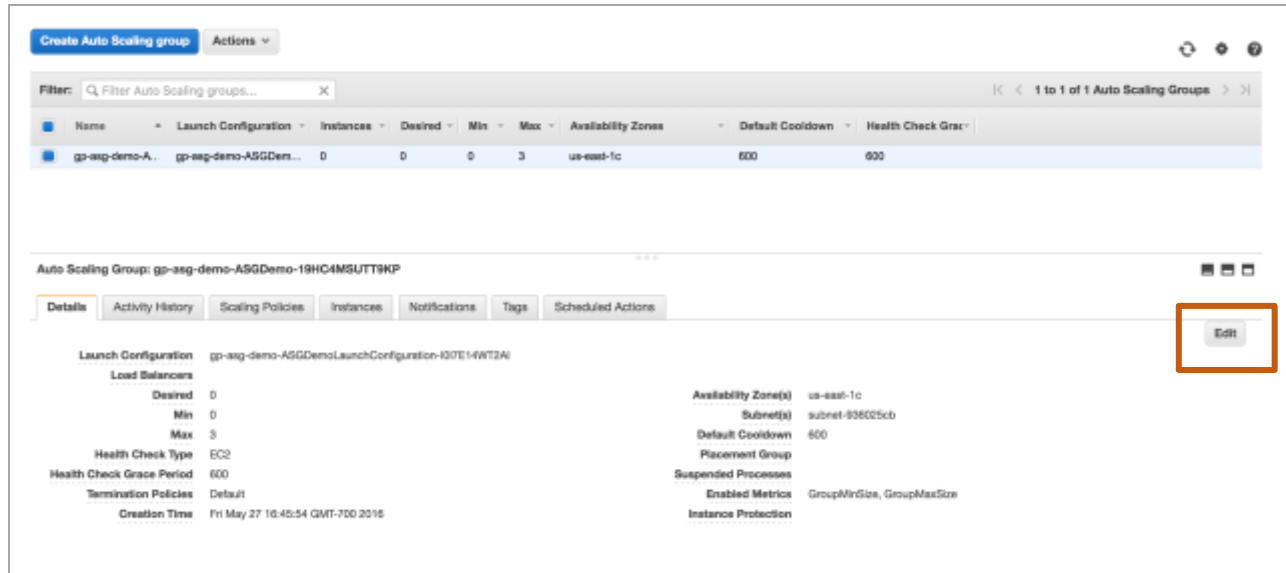 Create Auto Scaling group Actions
Filter: Filter Auto Scaling groups... 1 to 1 of 1 Auto Scaling Groups
Name Launch Configuration Instances Desired Min Max Availability Zones Default Cooldown Health Check Grac
gp-asg-demo-A.. gp-asg-demo-ASGDem... 0 0 0 3 us-east-1c 600 600
Auto Scaling Group: gp-asg-demo-ASGDemo-19HC4MSUTT9KP
Details Activity History Scaling Policies Instances Notifications Tags Scheduled Actions
Edit
Launch Configuration
Load Balancers
Desired 0 Availability Zone(s) us-east-1c
Min 0 Subnet(s) subnet-936025cb
Max 3 Default Cooldown 600
Health Check Type EC2 Placement Group
Health Check Grace Period 600 Suspended Processes
Termination Policies Default Enabled Metrics GroupMinSize, GroupMaxSize
Creation Time Fri May 27 16:45:54 GMT-700 2016 Instance Protection